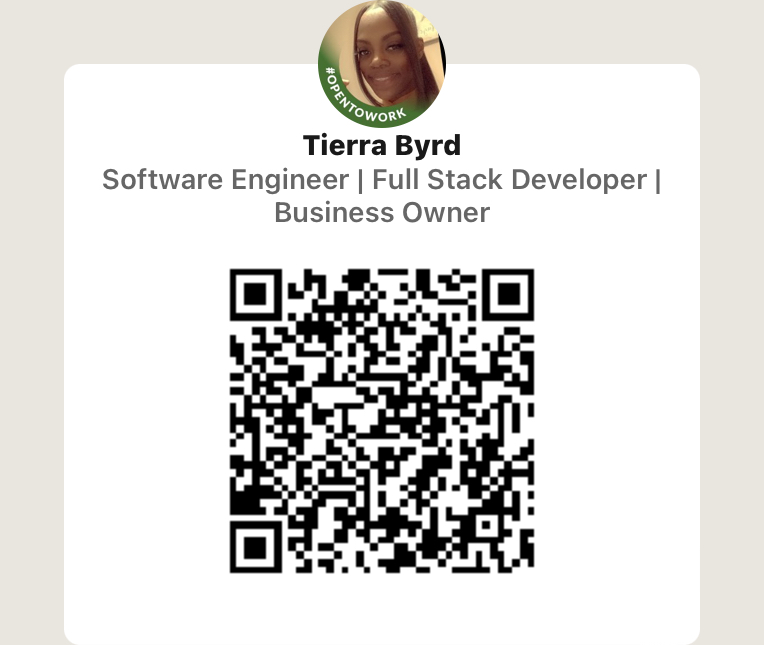 #OPENTOWORK
Tierra Byrd
Software Engineer | Full Stack Developer |
Business Owner